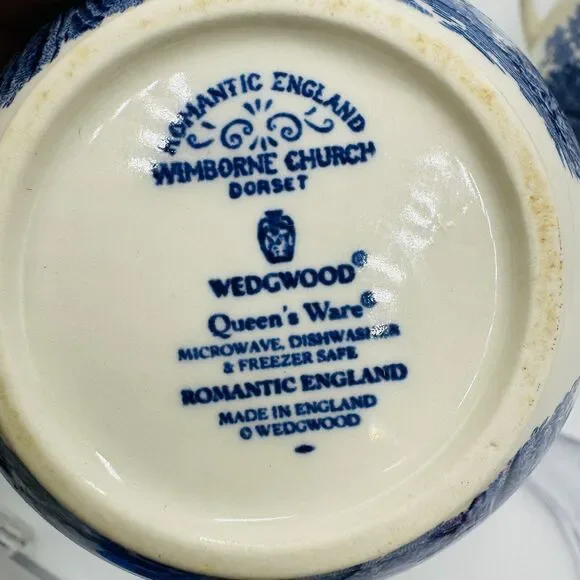 ROMANTIC ENGLAND
WIMBORNE CHURCH
DORSET
WEDGWOOD®
Queen's Ware®
MICROWAVE, DISHWASHER
& FREEZER SAFE
ROMANTIC ENGLAND
MADE IN ENGLAND
© WEDGWOOD